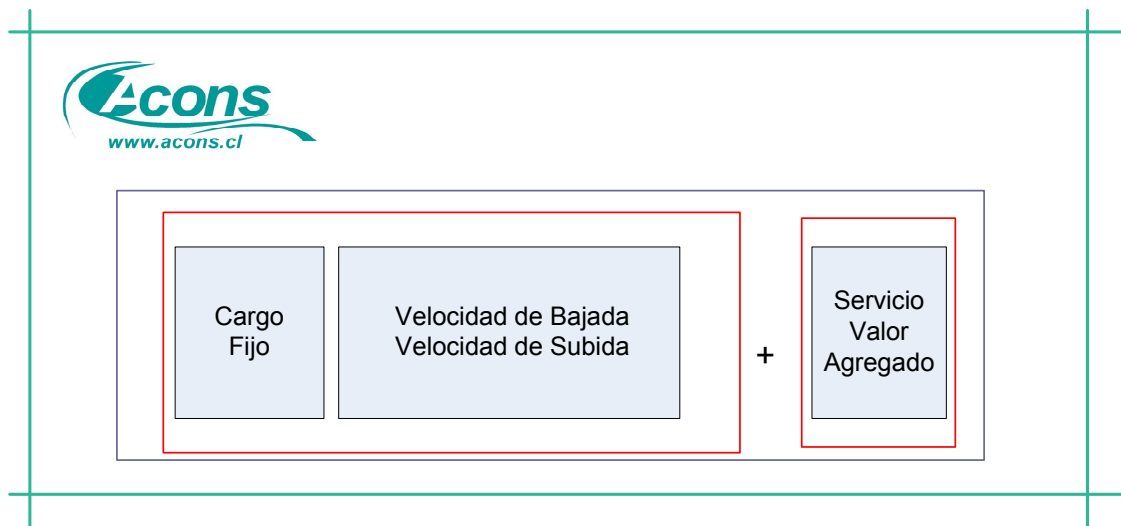 Acons
www.acons.cl
Cargo
Fijo
Velocidad de Bajada
Velocidad de Subida
+
Servicio
Valor
Agregado